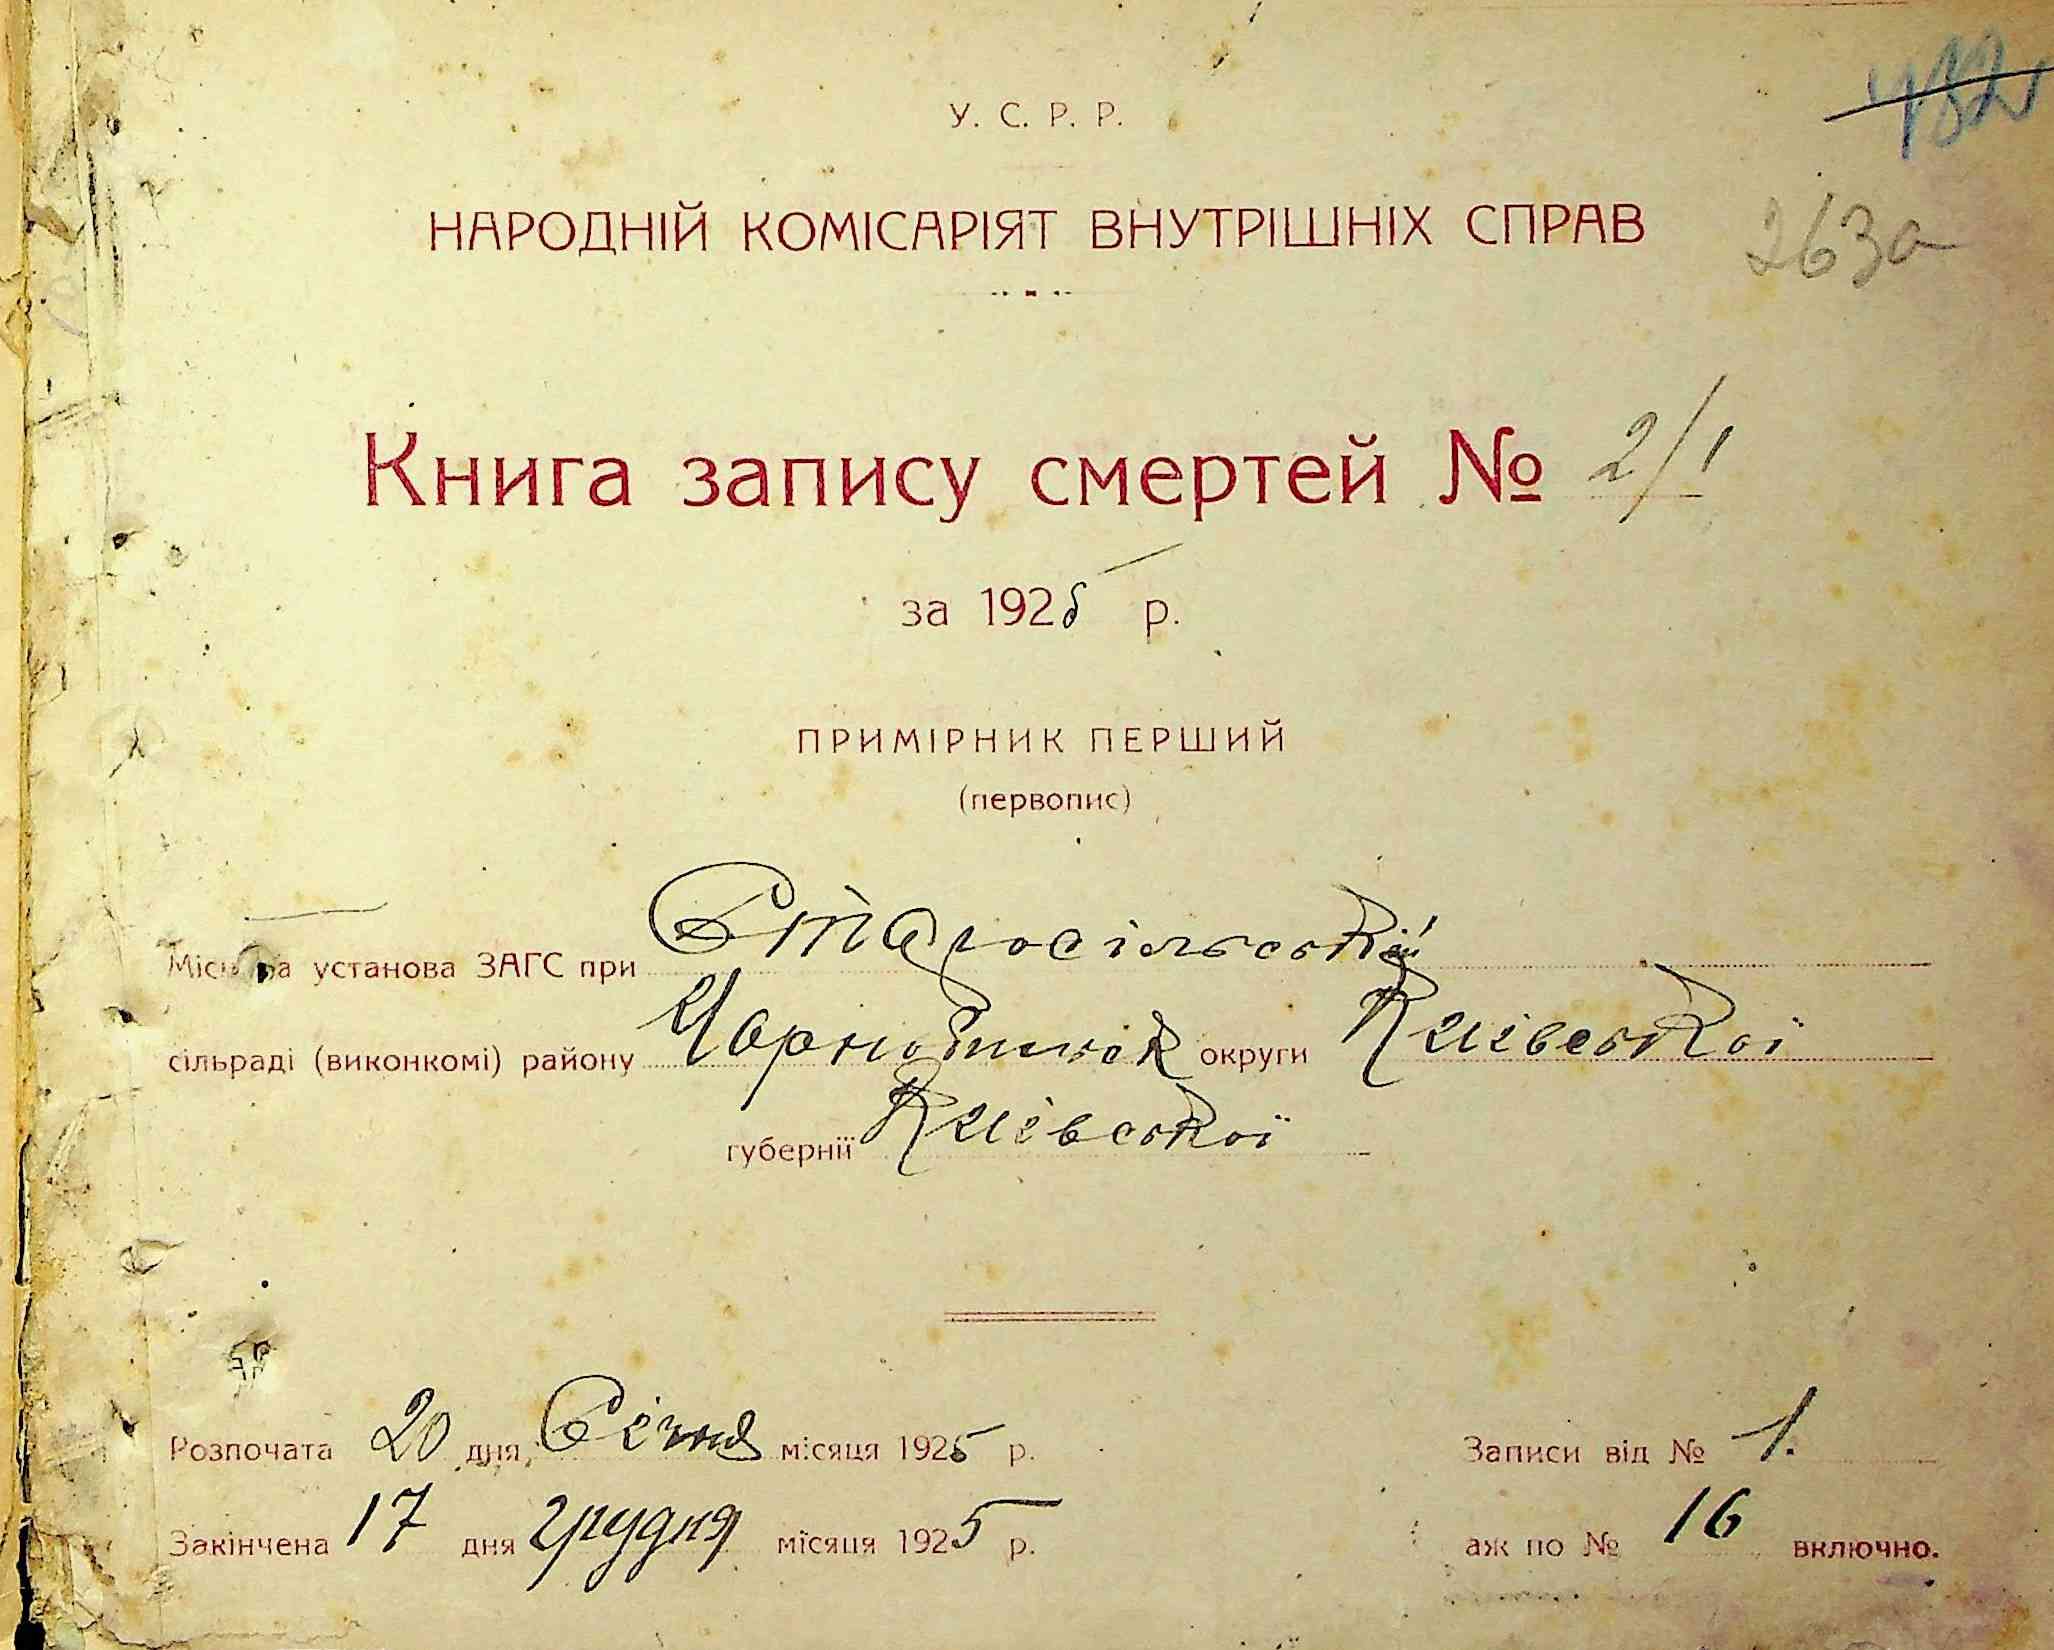 У. С. Р. Р.
482
НАРОДНІЙ КОМІСАРІЯТ ВНУТРІШНІХ СПРАВ
263а
Книга запису смертей № 2/1
за 1925 р.
ПРИМІРНИК ПЕРШИЙ
(первопис)
Місцева установа ЗАГС при Старосільській
сільраді (виконкомі) району округи Київської
губернії Київської
Розпочата 20 дня Січня місяця 1925 р. Записи від № 1.
Закінчена 17 дня грудня місяця 1925 р. аж по № 16 включно.